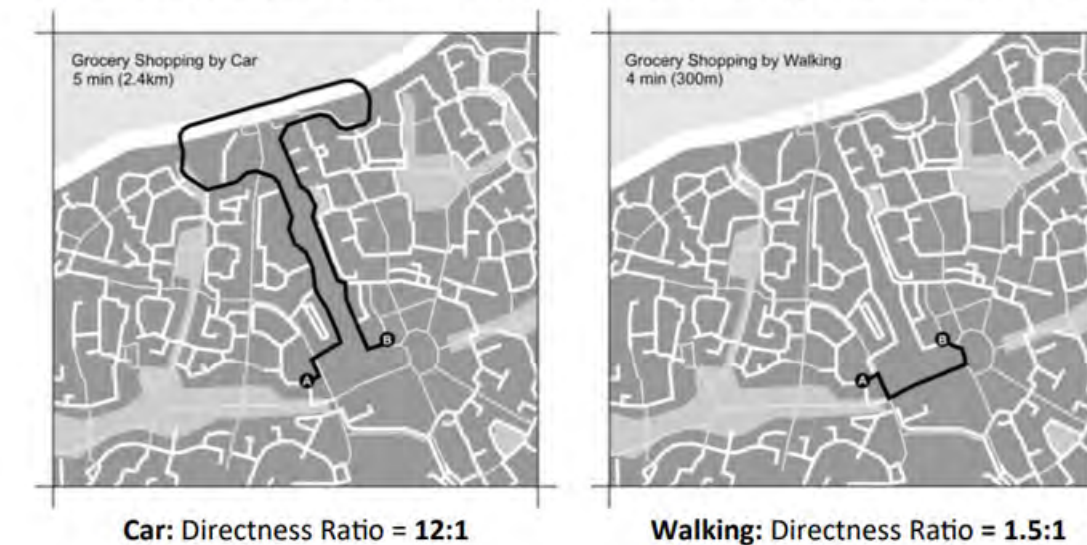 Grocery Shopping by Car
5 min (2.4km)
A
B
Car: Directness Ratio = 12:1
Grocery Shopping by Walking
4 min (300m)
A
B
Walking: Directness Ratio = 1.5:1